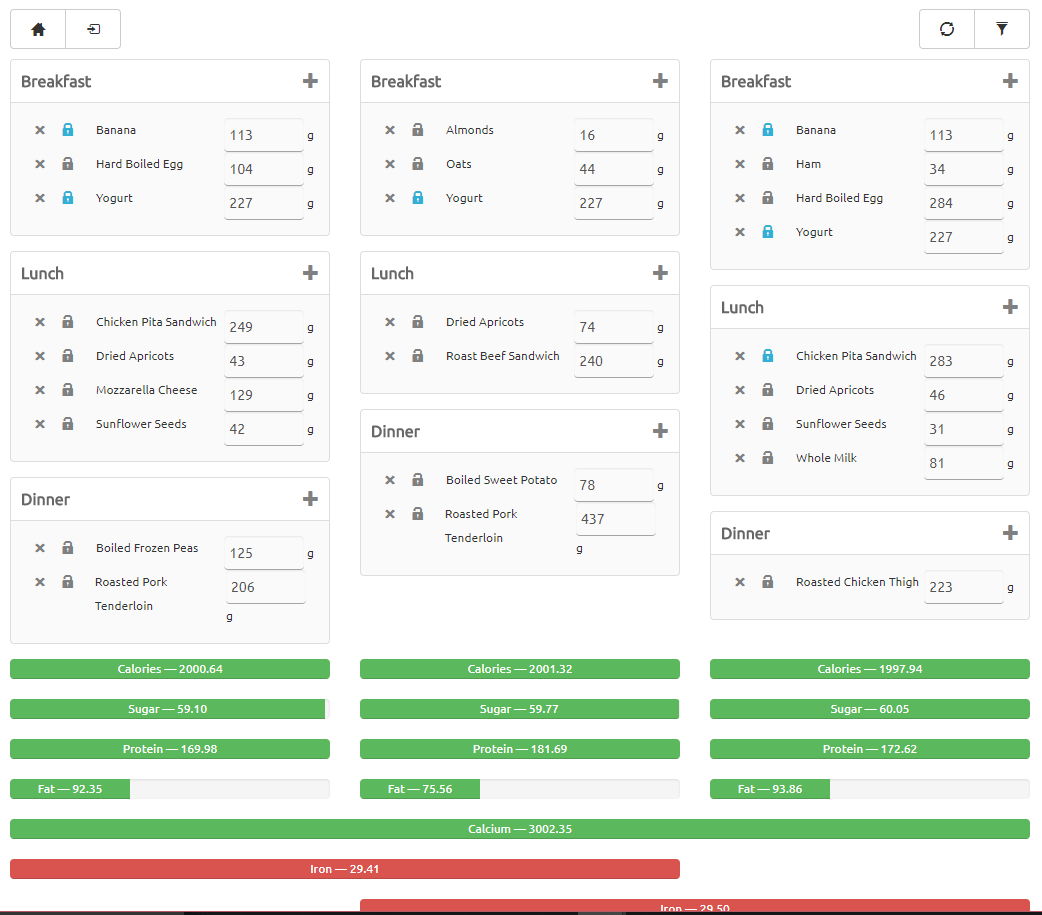 Breakfast
Banana 113 g
Hard Boiled Egg 104 g
Yogurt 227 g
Lunch
Chicken Pita Sandwich 249 g
Dried Apricots 43 g
Mozzarella Cheese 129 g
Sunflower Seeds 42 g
Dinner
Boiled Frozen Peas 125 g
Roasted Pork 206
Tenderloin
g
Breakfast
Almonds 16 g
Oats 44 g
Yogurt 227 g
Lunch
Dried Apricots 74 g
Roast Beef Sandwich 240 g
Dinner
Boiled Sweet Potato 78 g
Roasted Pork 437
Tenderloin
g
Breakfast
Banana 113 g
Ham 34 g
Hard Boiled Egg 284 g
Yogurt 227 g
Lunch
Chicken Pita Sandwich 283 g
Dried Apricots 46 g
Sunflower Seeds 31 g
Whole Milk 81 g
Dinner
Roasted Chicken Thigh 223 g
Calories — 2000.64 Calories — 2001.32 Calories — 1997.94
Sugar — 59.10 Sugar — 59.77 Sugar — 60.05
Protein — 169.98 Protein — 181.69 Protein — 172.62
Fat — 92.35 Fat — 75.56 Fat — 93.86
Calcium — 3002.35
Iron — 29.41
Iron — 29.50